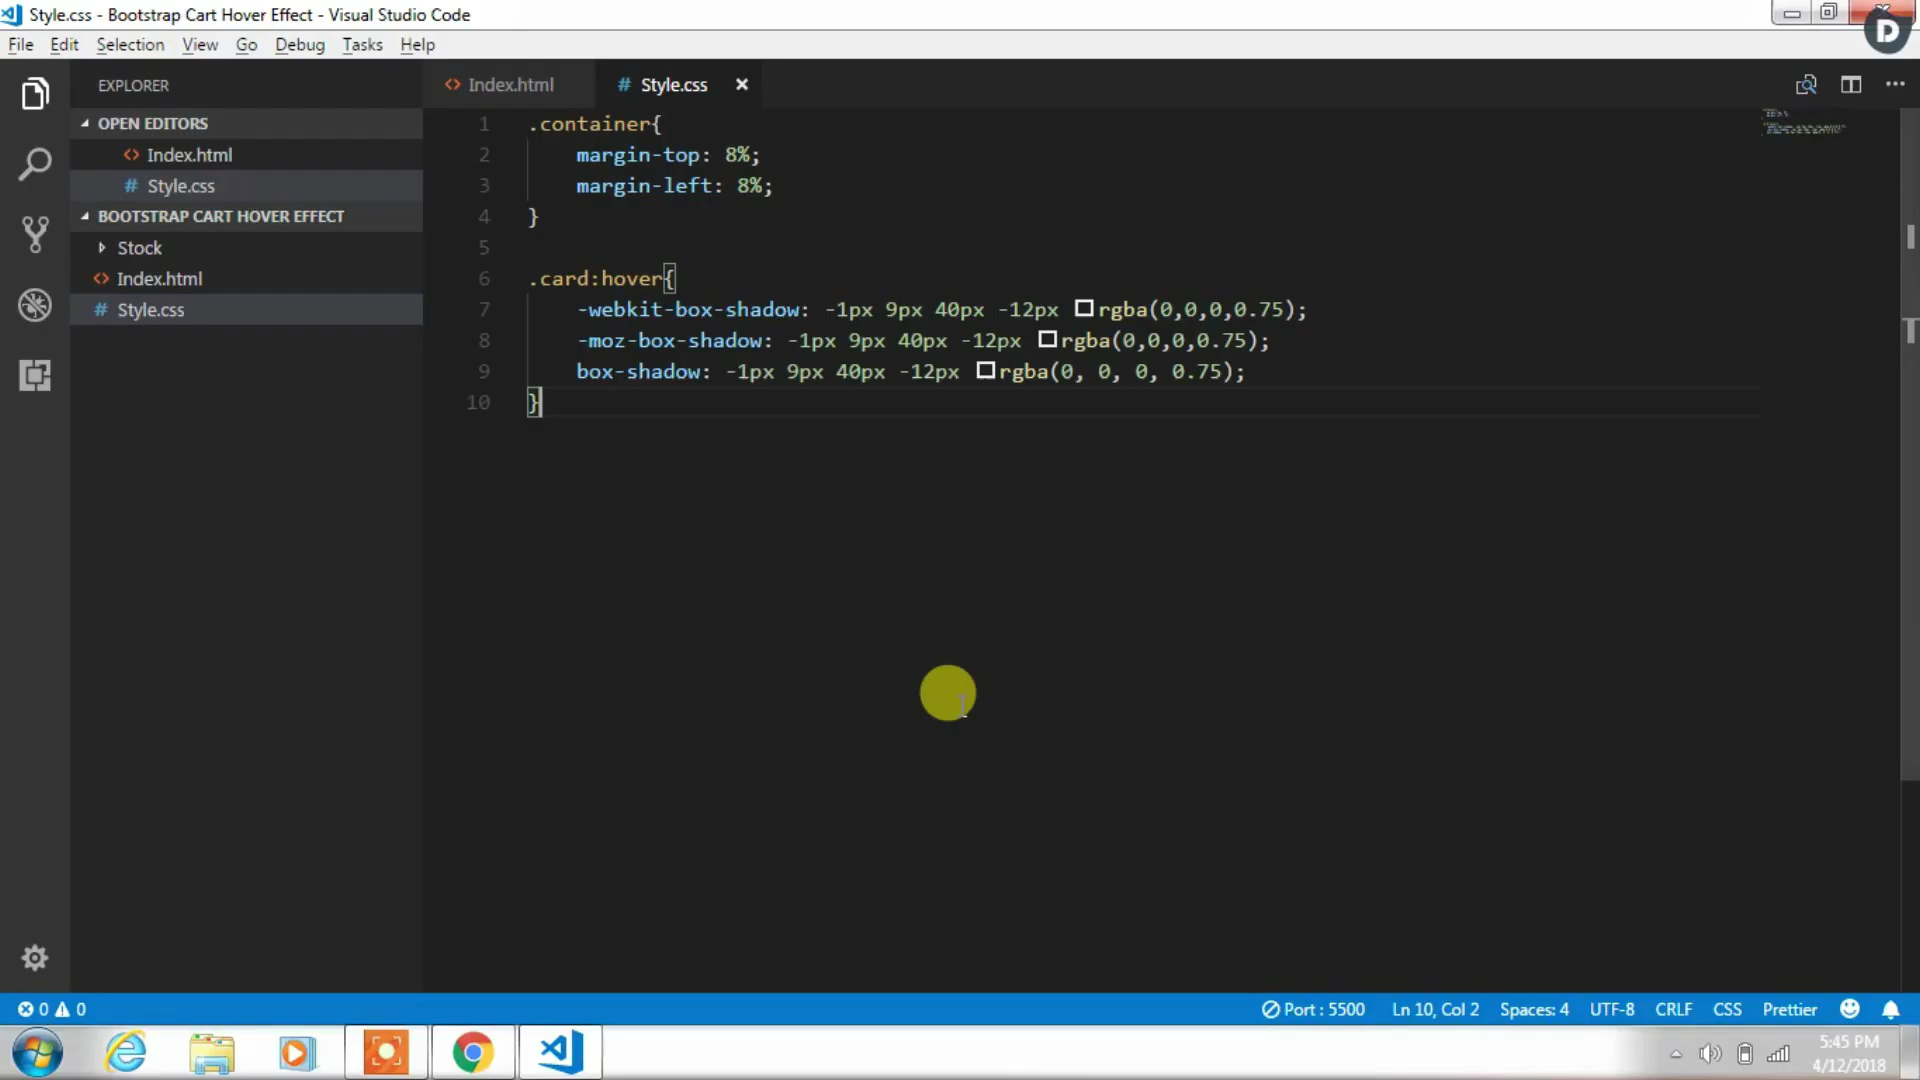 Style.css - Bootstrap Cart Hover Effect - Visual Studio Code
File Edit Selection View Go Debug Tasks Help
D
EXPLORER
Index.html
# Style.css
OPEN EDITORS
Index.html
# Style.css
BOOTSTRAP CART HOVER EFFECT
Stock
Index.html
# Style.css
1 .container{
2 margin-top: 8%;
3 margin-left: 8%;
4 }
5
6 .card:hover{
7 -webkit-box-shadow: -1px 9px 40px -12px rgba(0,0,0,0.75);
8 -moz-box-shadow: -1px 9px 40px -12px rgba(0,0,0,0.75);
9 box-shadow: -1px 9px 40px -12px rgba(0, 0, 0, 0.75);
10 }
0 0 Port : 5500 Ln 10, Col 2 Spaces: 4 UTF-8 CRLF CSS Prettier
5:45 PM
4/12/2018